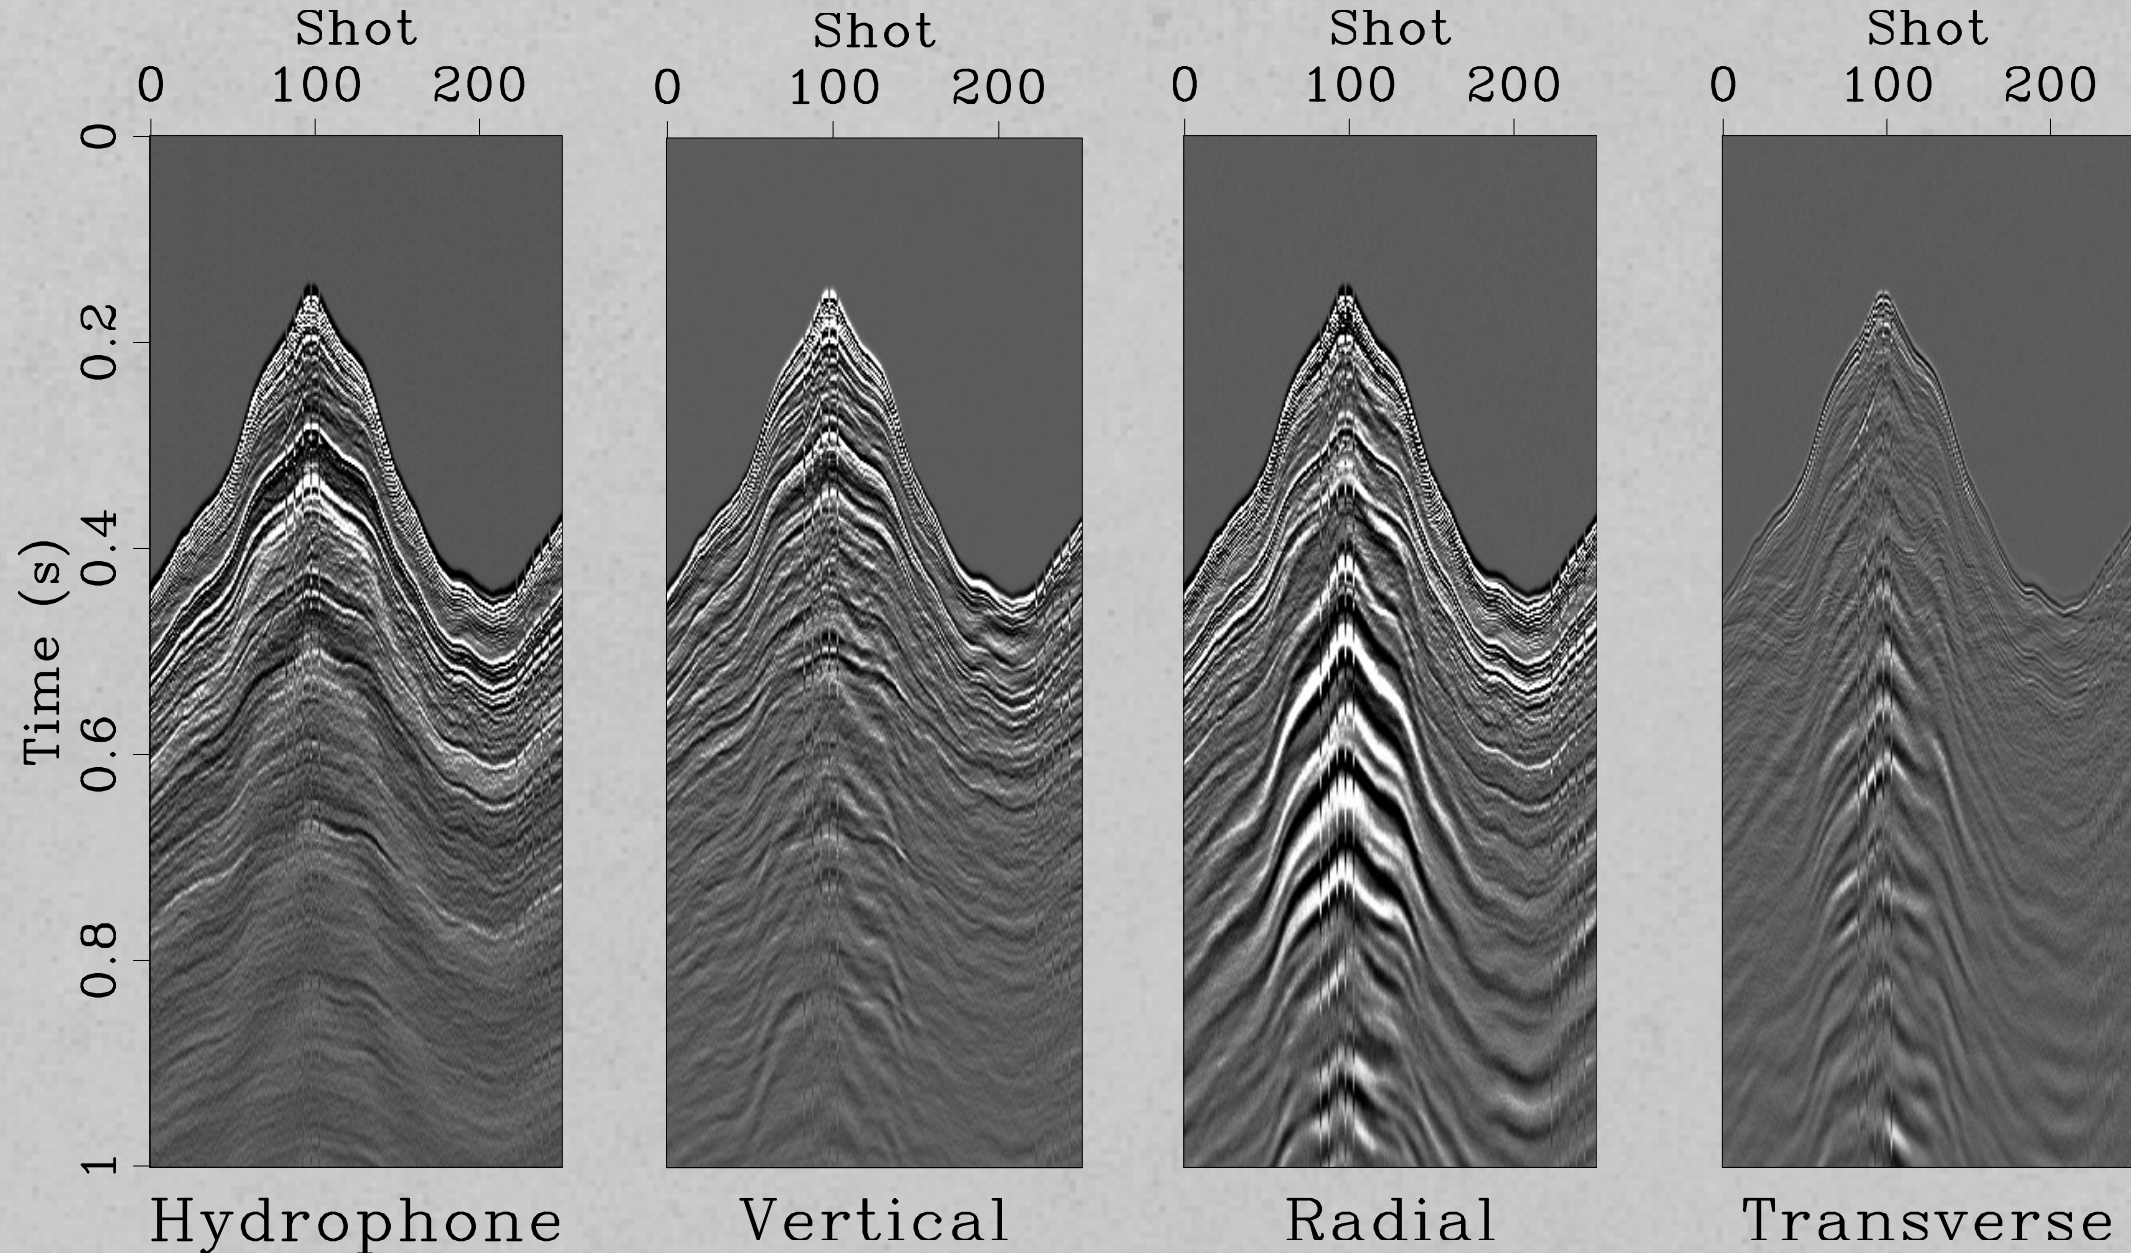 Shot Shot Shot Shot
0 100 200 0 100 200 0 100 200 0 100 200
0
0.2
0.4
0.6
0.8
1
Time (s)
Hydrophone Vertical Radial Transverse